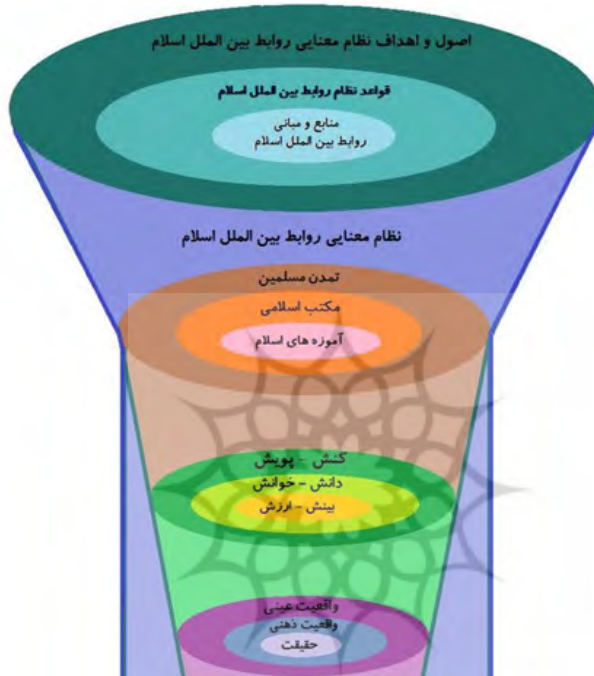 اصول و اهداف نظام معنایی روابط بین الملل اسلام
قواعد نظام روابط بین الملل اسلام
منابع و مبانی
روابط بین الملل اسلام
نظام معنایی روابط بین الملل اسلام
تمدن مسلمین
مکتب اسلامی
آموزه های اسلام
کنش - پویش
دانش - خوانش
بینش - ارزش
واقعیت عینی
واقعیت ذهنی
حقیقت